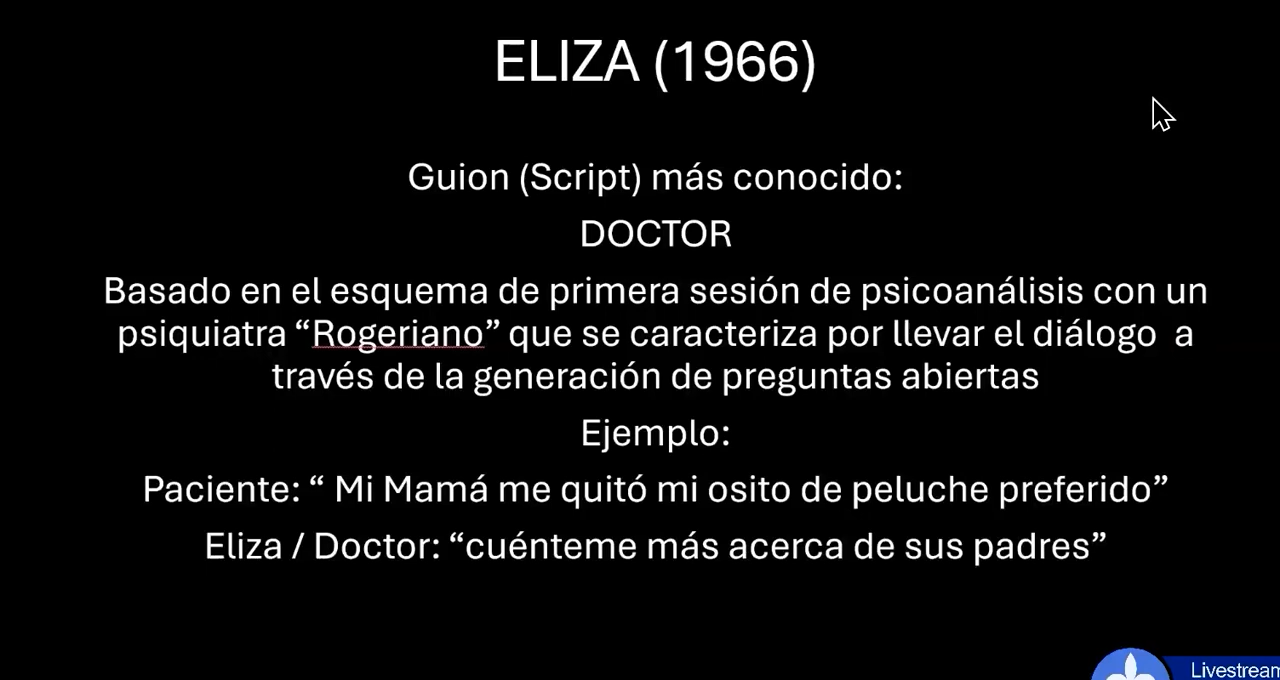 ELIZA (1966)
Guion (Script) más conocido:
DOCTOR
Basado en el esquema de primera sesión de psicoanálisis con un
psiquiatra “Rogeriano” que se caracteriza por llevar el diálogo  a
través de la generación de preguntas abiertas
Ejemplo:
Paciente: “ Mi Mamá me quitó mi osito de peluche preferido”
Eliza / Doctor: “cuénteme más acerca de sus padres”
Livestream